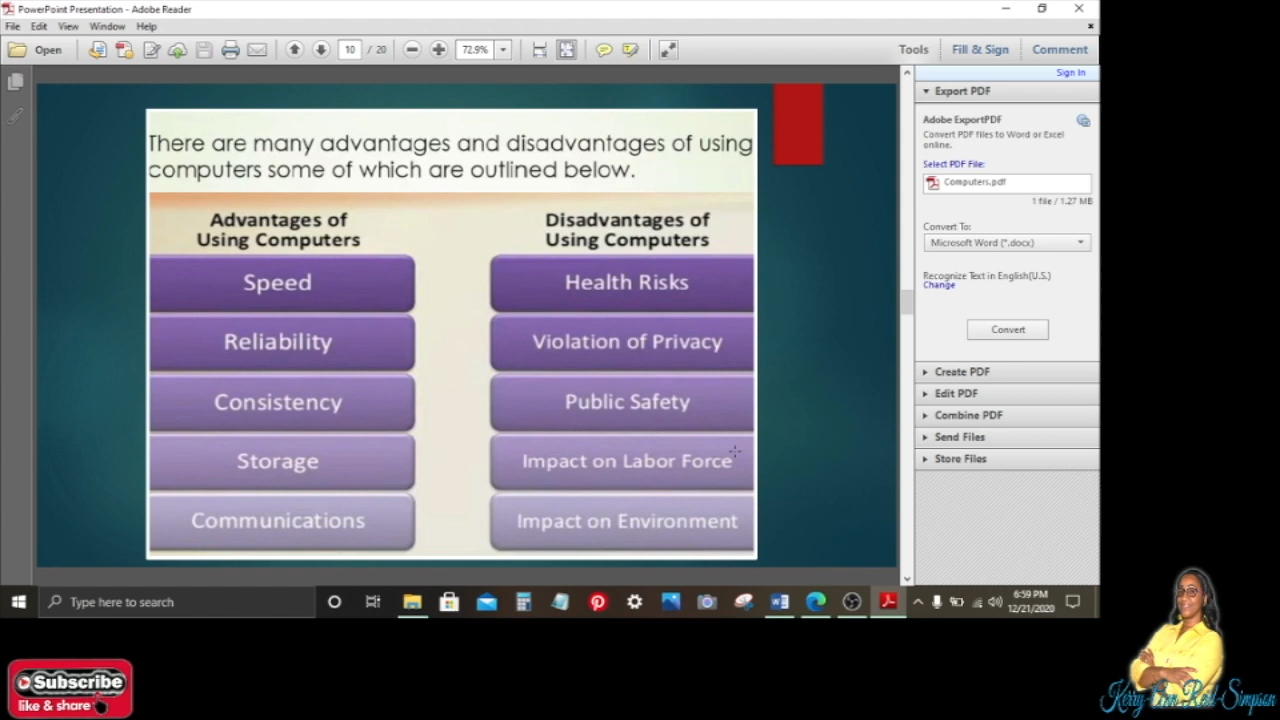 PowerPoint Presentation - Adobe Reader
File Edit View Window Help
Open 10 / 20 72.9% Tools Fill & Sign Comment
Sign In
Export PDF
Adobe ExportPDF
Convert PDF files to Word or Excel
online.
Select PDF File:
Computers.pdf
1 file / 1.27 MB
Convert To:
Microsoft Word (*.docx)
Recognize Text in English(U.S.)
Change
Convert
Create PDF
Edit PDF
Combine PDF
Send Files
Store Files
There are many advantages and disadvantages of using
computers some of which are outlined below.
Advantages of
Using Computers
Speed
Reliability
Consistency
Storage
Communications
Disadvantages of
Using Computers
Health Risks
Violation of Privacy
Public Safety
Impact on Labor Force
Impact on Environment
Type here to search
6:59 PM
12/21/2020
Subscribe
like & share
Kerry-Ann Reid-Simpson